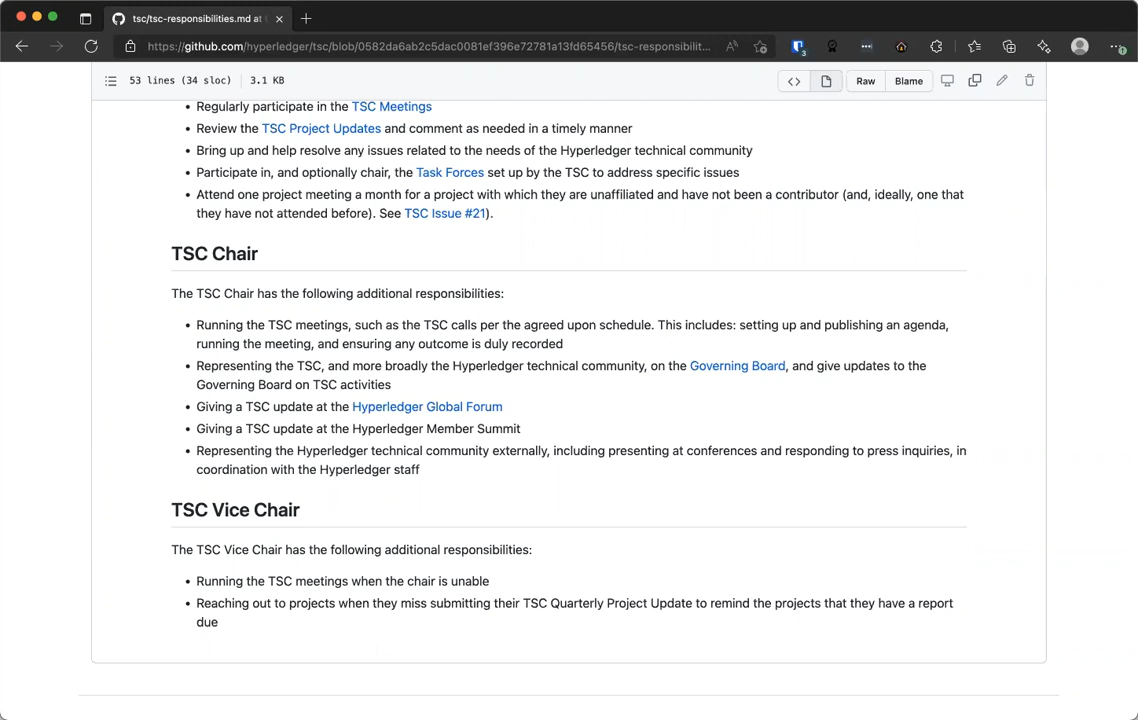 tsc/tsc-responsibilities.md at
https://github.com/hyperledger/tsc/blob/0582da6ab2c5dac0081ef396e72781a13fd65456/tsc-responsibilit...
3
53 lines (34 sloc) 3.1 KB
Raw
Blame
• Regularly participate in the TSC Meetings
• Review the TSC Project Updates and comment as needed in a timely manner
• Bring up and help resolve any issues related to the needs of the Hyperledger technical community
• Participate in, and optionally chair, the Task Forces set up by the TSC to address specific issues
• Attend one project meeting a month for a project with which they are unaffiliated and have not been a contributor (and, ideally, one that
they have not attended before). See TSC Issue #21).
TSC Chair
The TSC Chair has the following additional responsibilities:
• Running the TSC meetings, such as the TSC calls per the agreed upon schedule. This includes: setting up and publishing an agenda,
running the meeting, and ensuring any outcome is duly recorded
• Representing the TSC, and more broadly the Hyperledger technical community, on the Governing Board, and give updates to the
Governing Board on TSC activities
• Giving a TSC update at the Hyperledger Global Forum
• Giving a TSC update at the Hyperledger Member Summit
• Representing the Hyperledger technical community externally, including presenting at conferences and responding to press inquiries, in
coordination with the Hyperledger staff
TSC Vice Chair
The TSC Vice Chair has the following additional responsibilities:
• Running the TSC meetings when the chair is unable
• Reaching out to projects when they miss submitting their TSC Quarterly Project Update to remind the projects that they have a report
due